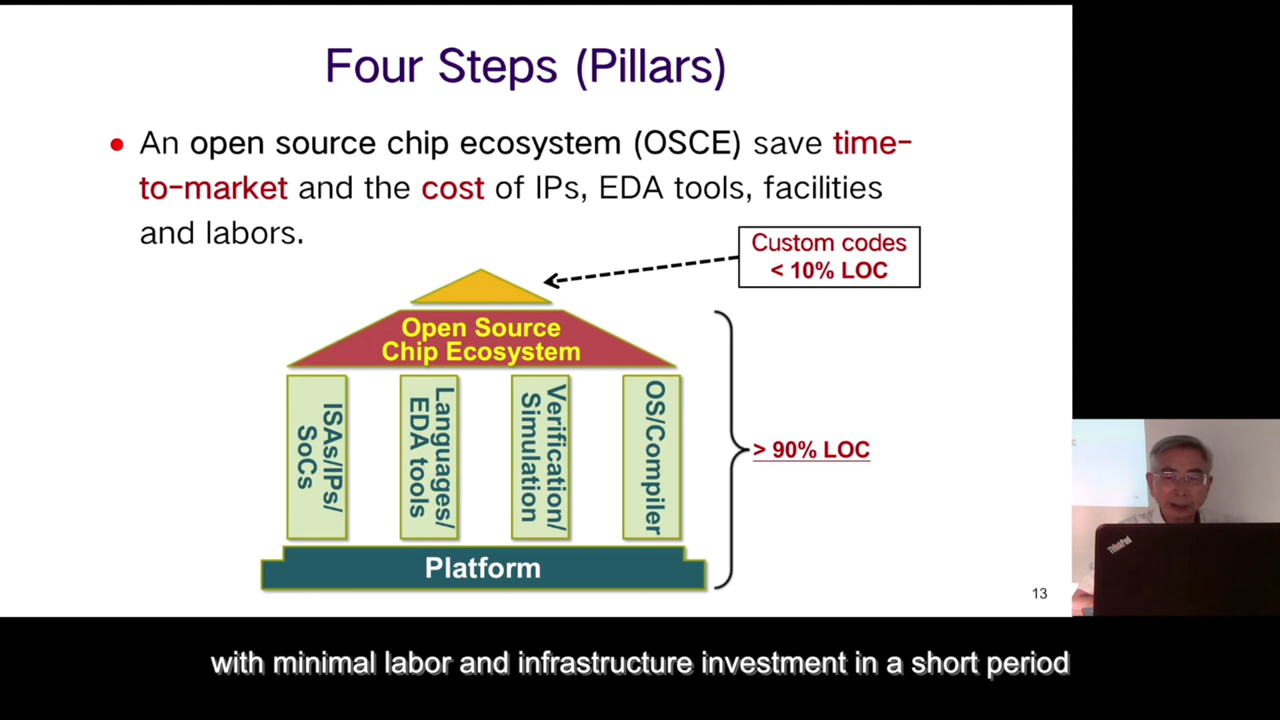 Four Steps (Pillars)
• An open source chip ecosystem (OSCE) save time-
to-market and the cost of IPs, EDA tools, facilities
and labors.
Custom codes
< 10% LOC
Open Source
Chip Ecosystem
ISAs/IPs/
SoCs
Languages/
EDA tools
Verification/
Simulation
OS/Compiler
> 90% LOC
Platform
13
ThinkPad
with minimal labor and infrastructure investment in a short period